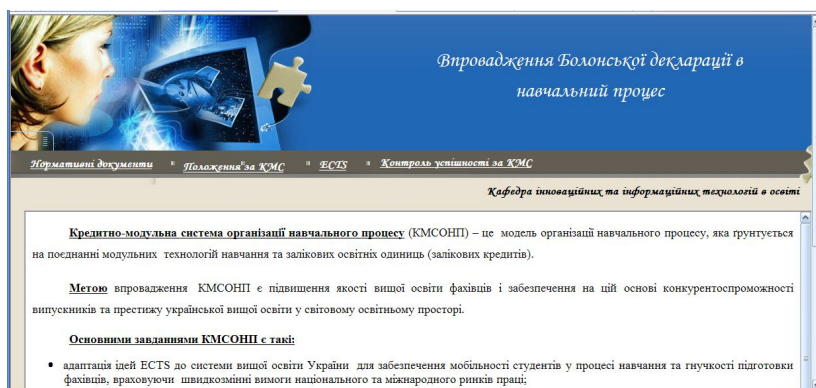 Впровадження Болонської декларації в
навчальний процес
Нормативні документи
Положення за КМС
ECTS
Контроль успішності за КМС
Кафедра інноваційних та інформаційних технологій в освіті
Кредитно-модульна система організації навчального процесу (КМСОНП) – це модель організації навчального процесу, яка ґрунтується
на поєднанні модульних технологій навчання та залікових освітніх одиниць (залікових кредитів).
Метою впровадження КМСОНП є підвищення якості вищої освіти фахівців і забезпечення на цій основі конкурентоспроможності
випускників та престижу української вищої освіти у світовому освітньому просторі.
Основними завданнями КМСОНП є такі:
• адаптація ідей ECTS до системи вищої освіти України для забезпечення мобільності студентів у процесі навчання та гнучкості підготовки
фахівців, враховуючи швидкозмінні вимоги національного та міжнародного ринків праці;